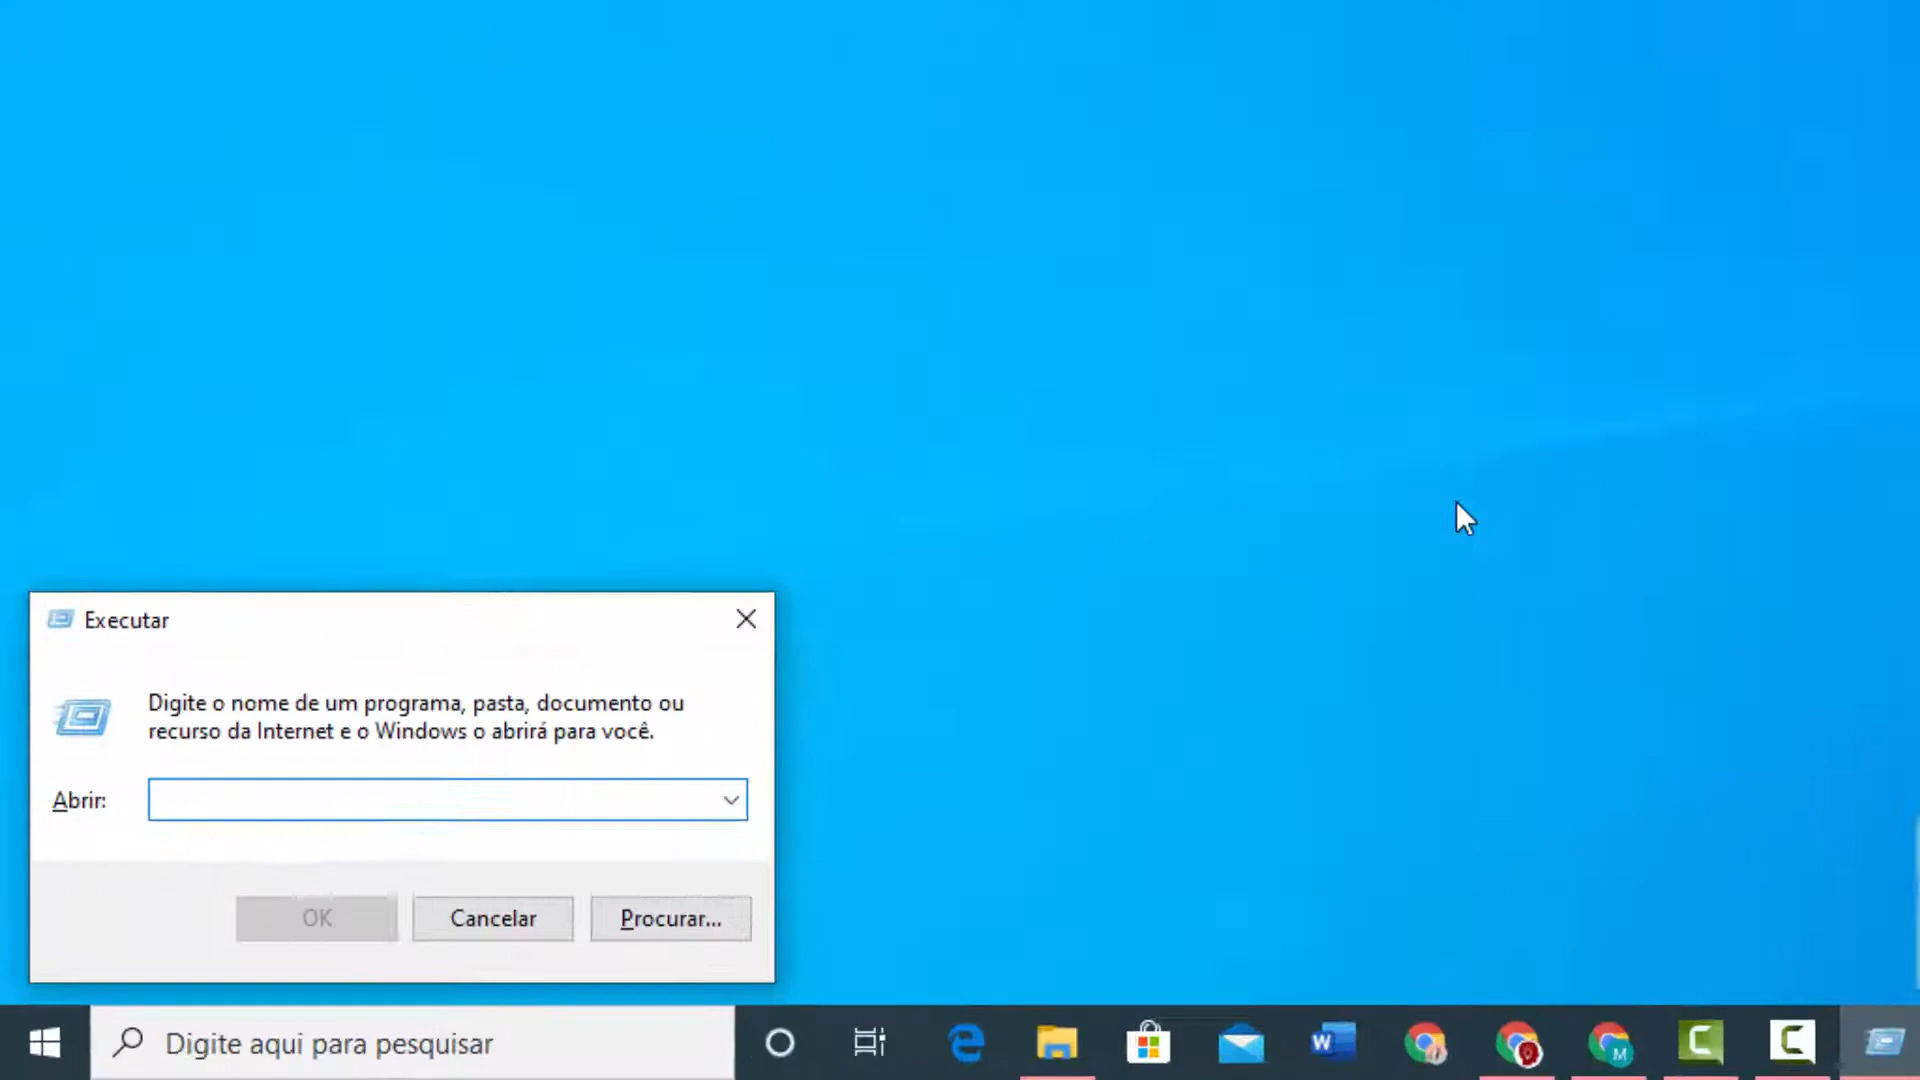 Executar
Digite o nome de um programa, pasta, documento ou
recurso da Internet e o Windows o abrirá para você.
Abrir:
OK
Cancelar
Procurar...
Digite aqui para pesquisar
W
M